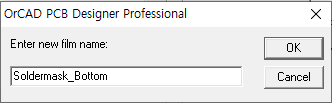 OrCAD PCB Designer Professional
Enter new film name:
OK
Soldermask_Bottom
Cancel